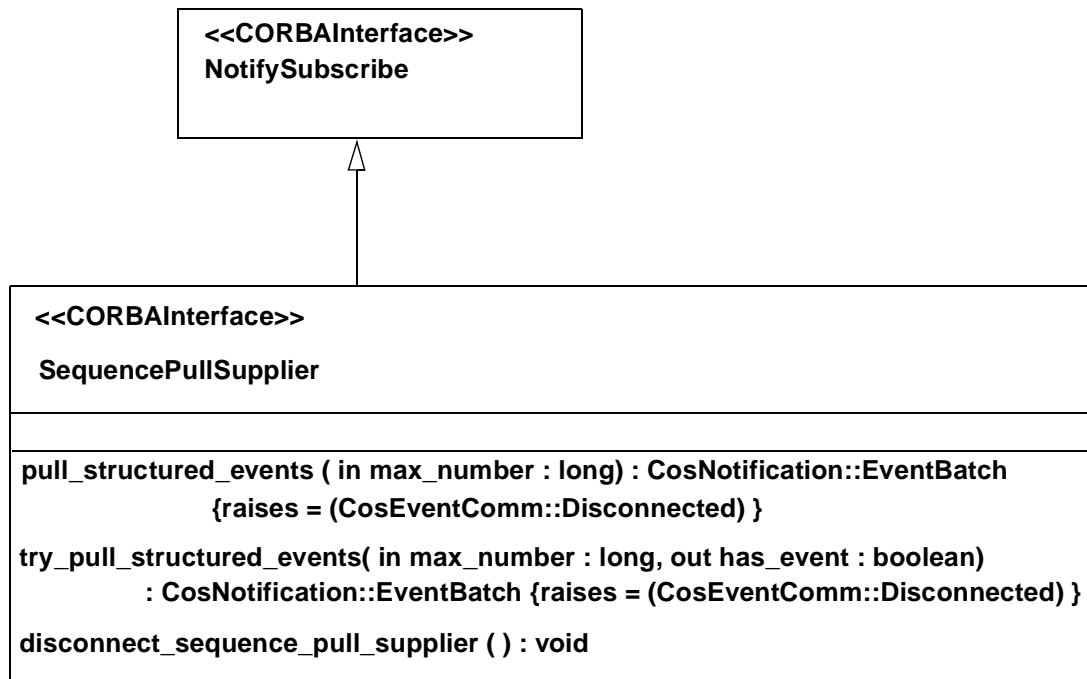 <<CORBAInterface>>
NotifySubscribe
<<CORBAInterface>>
SequencePullSupplier
pull_structured_events ( in max_number : long) : CosNotification::EventBatch
{raises = (CosEventComm::Disconnected) }
try_pull_structured_events( in max_number : long, out has_event : boolean)
: CosNotification::EventBatch {raises = (CosEventComm::Disconnected) }
disconnect_sequence_pull_supplier ( ) : void